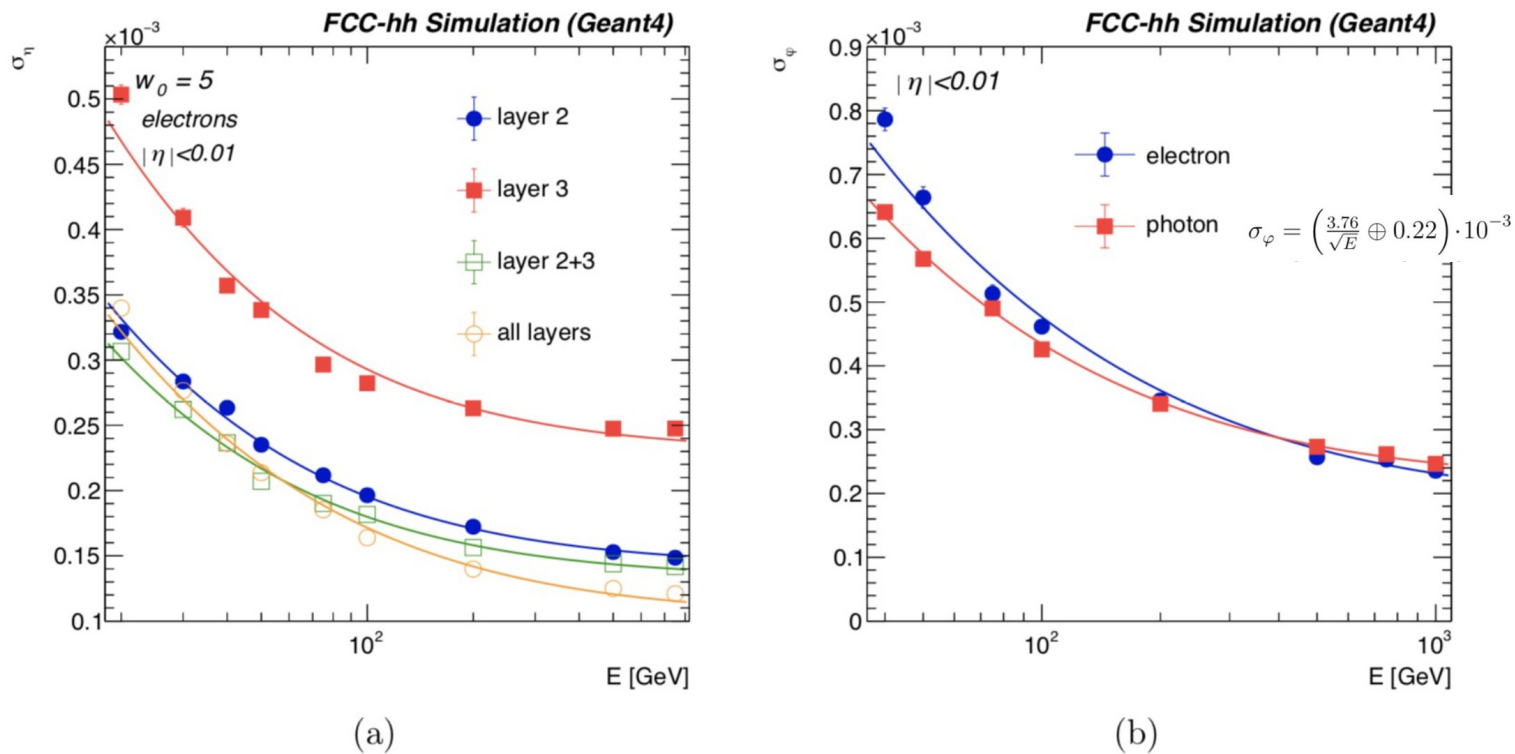 FCC-hh Simulation (Geant4)
×10⁻³
σ_η
w₀ = 5
electrons
|η|<0.01
layer 2
layer 3
layer 2+3
all layers
0.5
0.45
0.4
0.35
0.3
0.25
0.2
0.15
0.1
10²
E [GeV]
(a)
FCC-hh Simulation (Geant4)
×10⁻³
σ_φ
|η|<0.01
electron
photon
σ_φ = (3.76/√E ⊕ 0.22)·10⁻³
0.9
0.8
0.7
0.6
0.5
0.4
0.3
0.2
0.1
0
10²
10³
E [GeV]
(b)